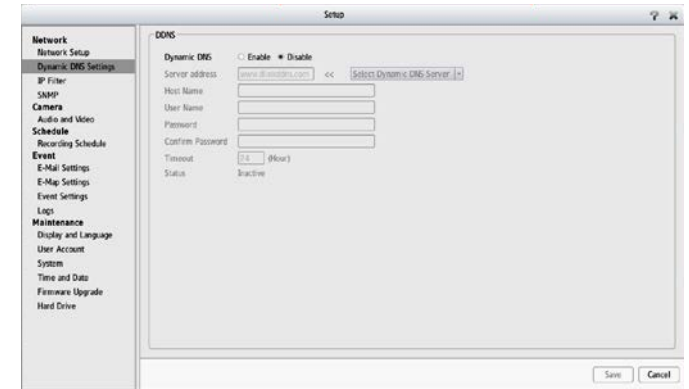 Setup
? ×
Network
Network Setup
Dynamic DNS Settings
IP Filter
SNMP
Camera
Audio and Video
Schedule
Recording Schedule
Event
E-Mail Settings
E-Map Settings
Event Settings
Logs
Maintenance
Display and Language
User Account
System
Time and Date
Firmware Upgrade
Hard Drive
DDNS
Dynamic DNS Enable Disable
Server address www.dlinkddns.com << Select Dynamic DNS Server
Host Name
User Name
Password
Confirm Password
Timeout 24 (Hour)
Status Inactive
Save Cancel